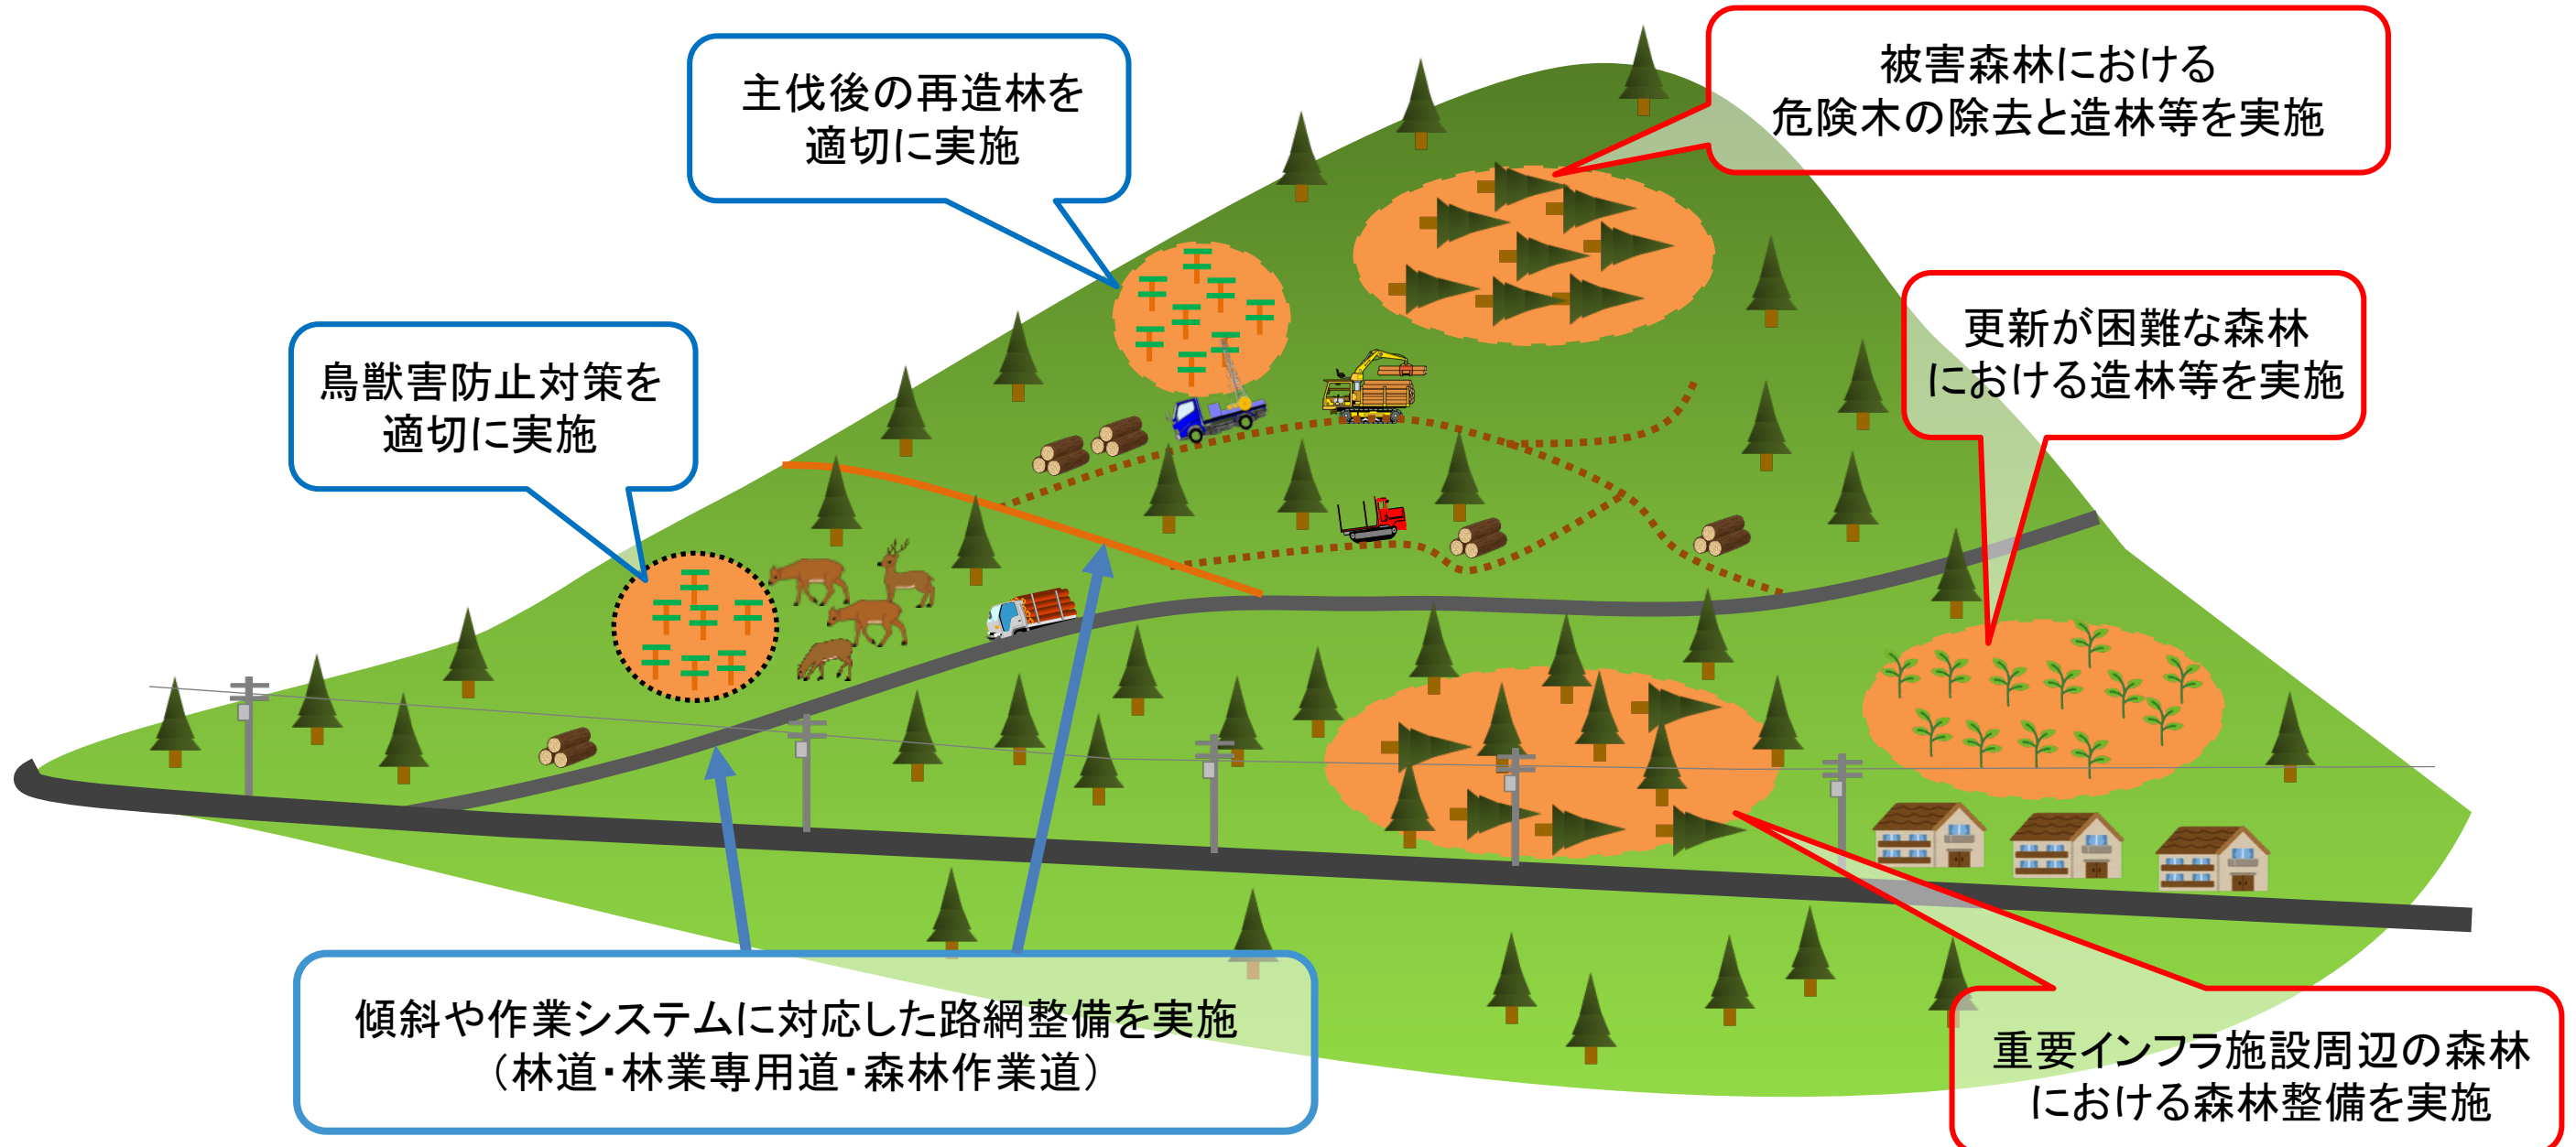 主伐後の再造林を
適切に実施
被害森林における
危険木の除去と造林等を実施
鳥獣害防止対策を
適切に実施
更新が困難な森林
における造林等を実施
傾斜や作業システムに対応した路網整備を実施
（林道・林業専用道・森林作業道）
重要インフラ施設周辺の森林
における森林整備を実施